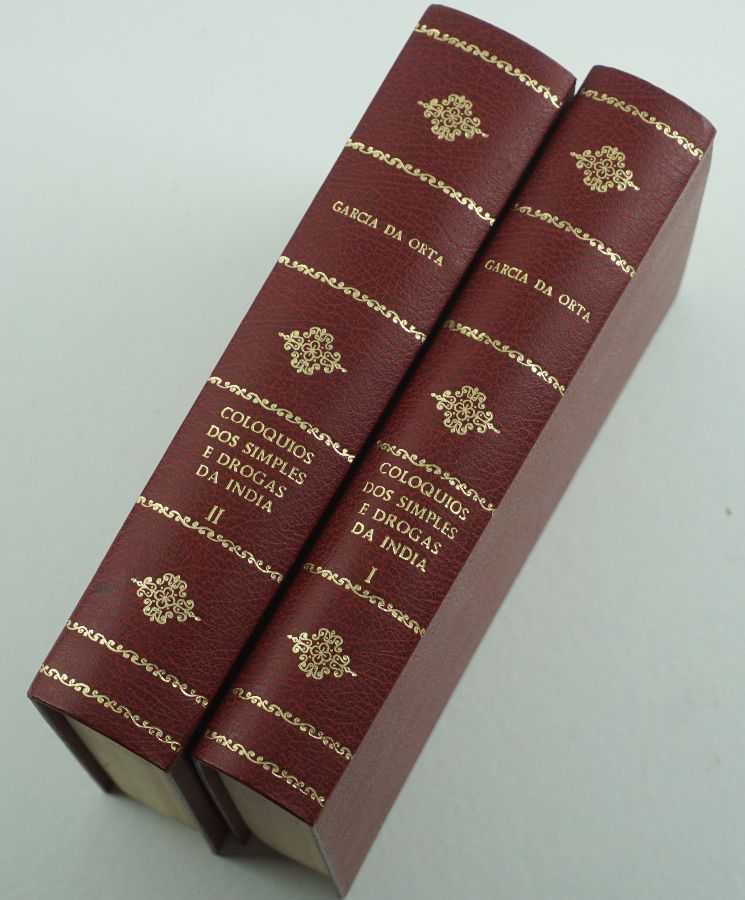 GARCIA DA ORTA
COLOQUIOS
DOS SIMPLES
E DROGAS
DA INDIA
II
GARCIA DA ORTA
COLOQUIOS
DOS SIMPLES
E DROGAS
DA INDIA
I